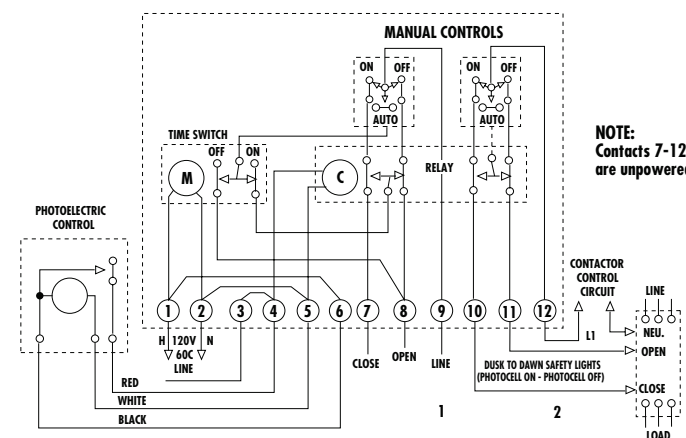 MANUAL CONTROLS
ON OFF
ON OFF
AUTO
AUTO
NOTE:
Contacts 7-12
are unpowered
TIME SWITCH
OFF ON
M
C
RELAY
PHOTOELECTRIC
CONTROL
CONTACTOR
CONTROL
CIRCUIT
LINE
1 2 3 4 5 6 7 8 9 10 11 12
L1
NEU.
H 120V N
60C
LINE
CLOSE
OPEN
LINE
OPEN
DUSK TO DAWN SAFETY LIGHTS
(PHOTOCELL ON - PHOTOCELL OFF)
CLOSE
RED
WHITE
BLACK
1
2
LOAD